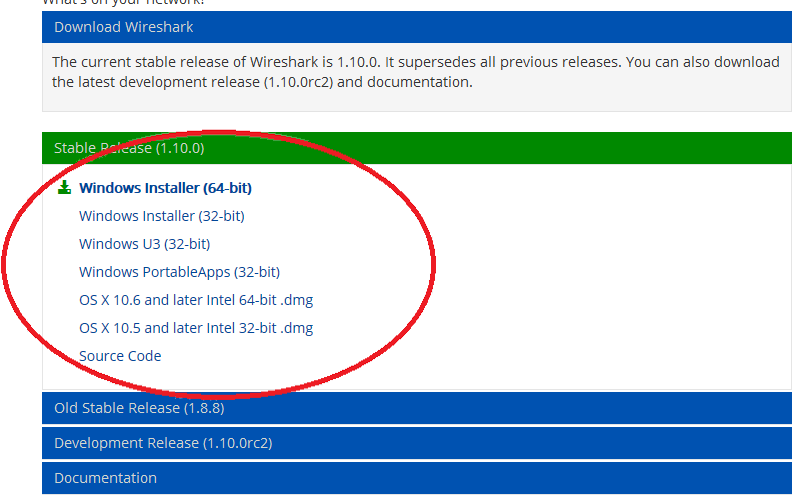 What's on your network?
Download Wireshark
The current stable release of Wireshark is 1.10.0. It supersedes all previous releases. You can also download
the latest development release (1.10.0rc2) and documentation.
Stable Release (1.10.0)
Windows Installer (64-bit)
Windows Installer (32-bit)
Windows U3 (32-bit)
Windows PortableApps (32-bit)
OS X 10.6 and later Intel 64-bit .dmg
OS X 10.5 and later Intel 32-bit .dmg
Source Code
Old Stable Release (1.8.8)
Development Release (1.10.0rc2)
Documentation